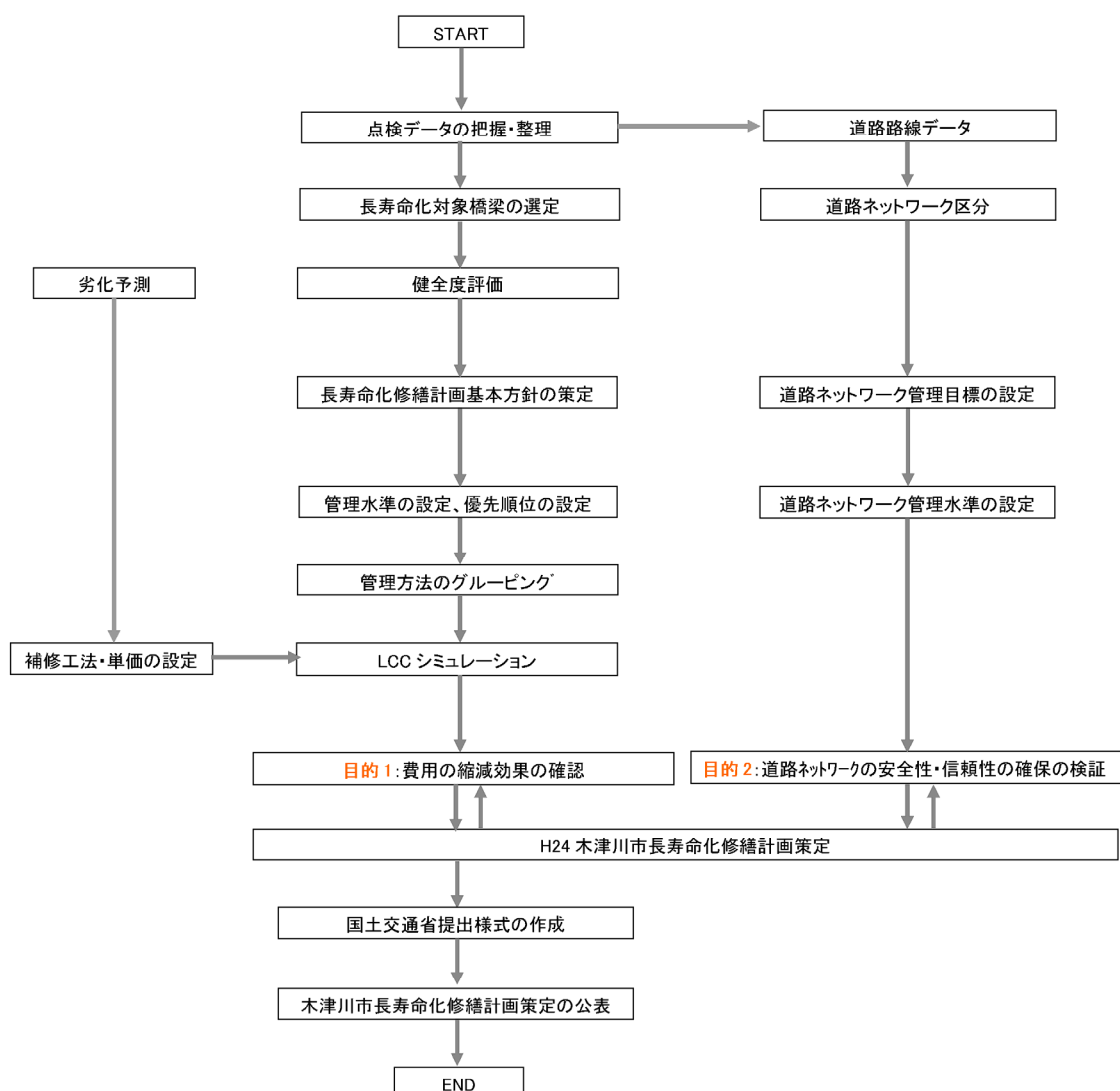 START
点検データの把握・整理
道路路線データ
長寿命化対象橋梁の選定
道路ネットワーク区分
劣化予測
健全度評価
長寿命化修繕計画基本方針の策定
道路ネットワーク管理目標の設定
管理水準の設定、優先順位の設定
道路ネットワーク管理水準の設定
管理方法のグルーピング
補修工法・単価の設定
LCC シミュレーション
目的 1:費用の縮減効果の確認
目的 2:道路ﾈｯﾄﾜｰｸの安全性・信頼性の確保の検証
H24 木津川市長寿命化修繕計画策定
国土交通省提出様式の作成
木津川市長寿命化修繕計画策定の公表
END